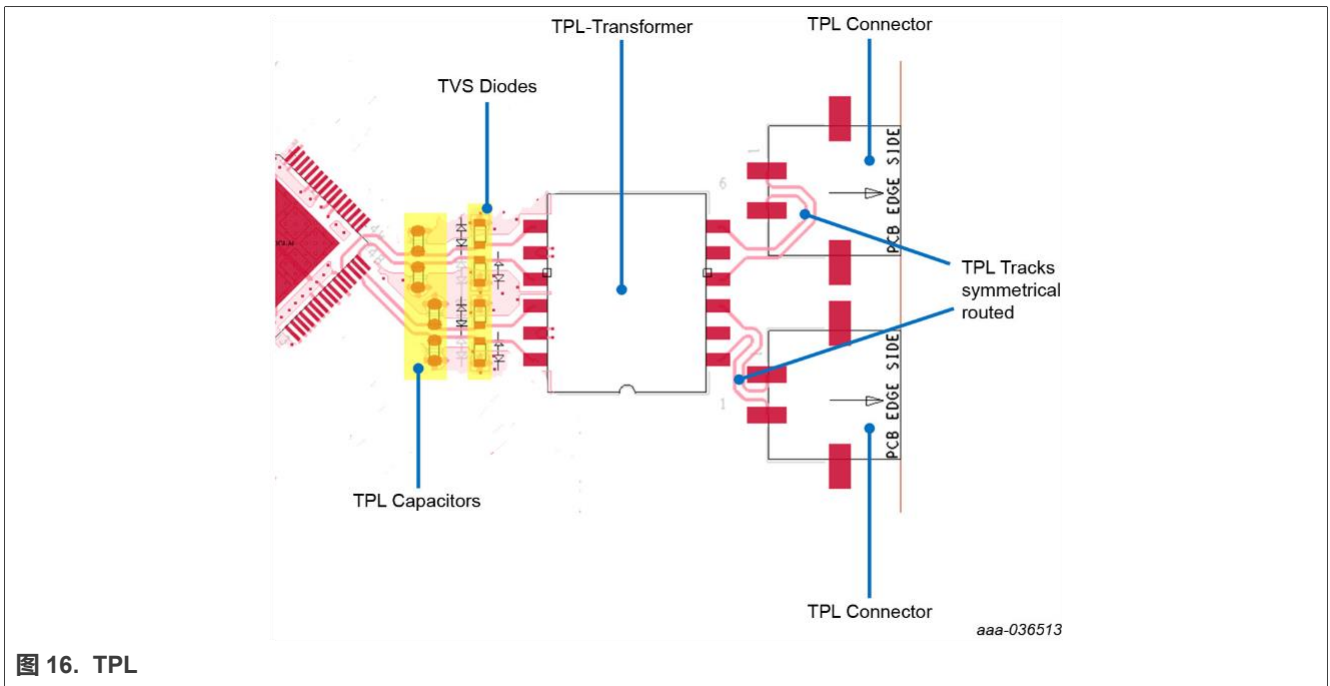 TPL-Transformer
TPL Connector
TVS Diodes
PCB EDGE SIDE
6
1
TPL Tracks
symmetrical
routed
PCB EDGE SIDE
1
TPL Capacitors
TPL Connector
aaa-036513
图 16. TPL